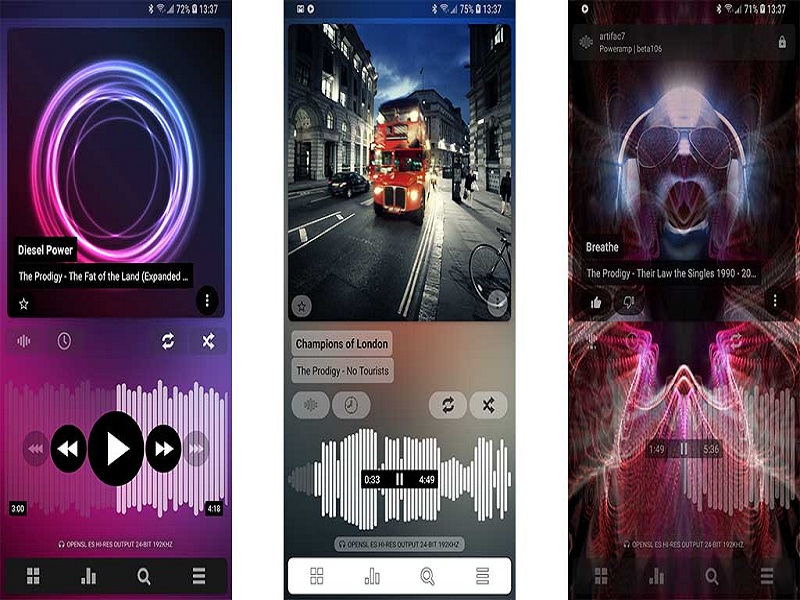 72% 13:37
Diesel Power
The Prodigy - The Fat of the Land (Expanded ...
3:00
4:18
OPENSL ES HI-RES OUTPUT 24-BIT 192KHZ
75% 13:37
Champions of London
The Prodigy - No Tourists
0:33
4:49
OPENSL ES HI-RES OUTPUT 24-BIT 192KHZ
71% 13:37
artifac7
Poweramp | beta106
Breathe
The Prodigy - Their Law the Singles 1990 - 20...
1:49
5:36
OPENSL ES HI-RES OUTPUT 24-BIT 192KHZ